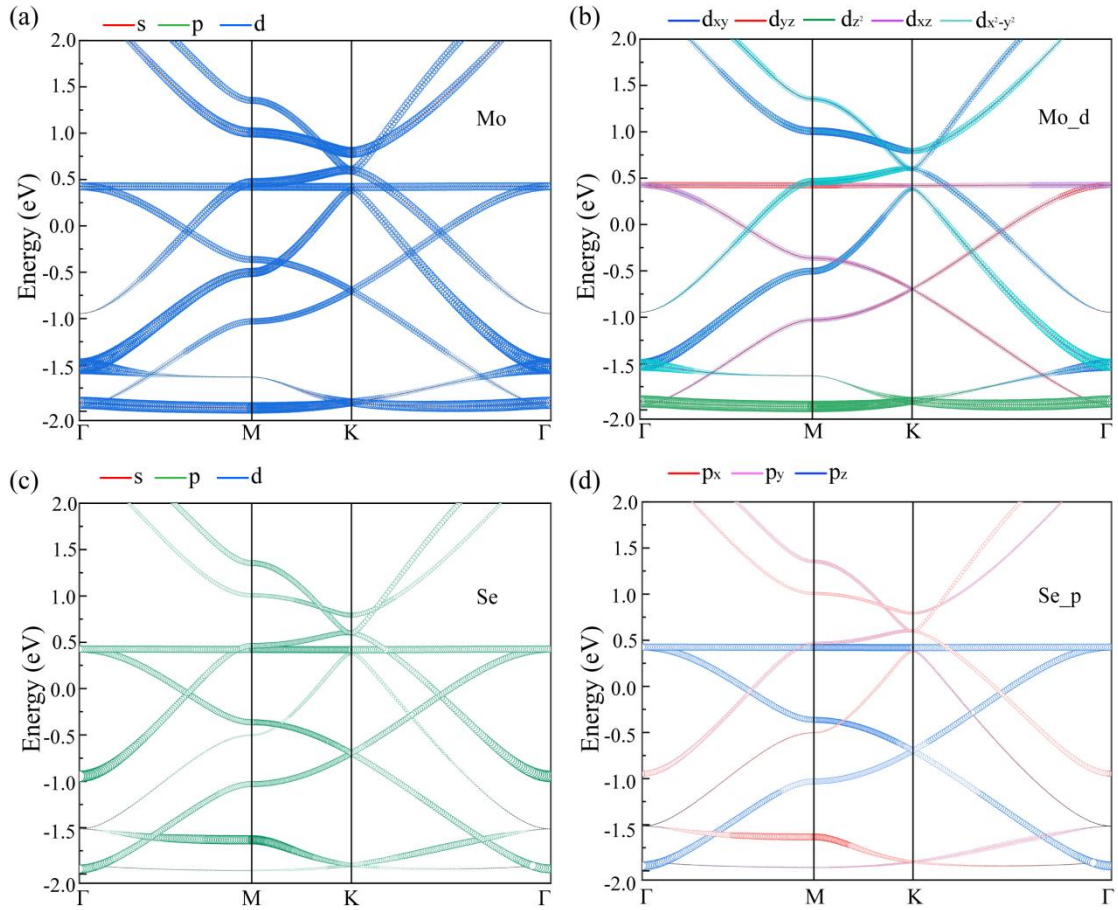 (a) s p d
2.0
1.5
1.0
0.5
0.0
-0.5
-1.0
-1.5
-2.0
Energy (eV)
Mo
Γ M K Γ
(b) dxy dyz dz² dxz dx²-y²
2.0
1.5
1.0
0.5
0.0
-0.5
-1.0
-1.5
-2.0
Energy (eV)
Mo_d
Γ M K Γ
(c) s p d
2.0
1.5
1.0
0.5
0.0
-0.5
-1.0
-1.5
-2.0
Energy (eV)
Se
Γ M K Γ
(d) px py pz
2.0
1.5
1.0
0.5
0.0
-0.5
-1.0
-1.5
-2.0
Energy (eV)
Se_p
Γ M K Γ